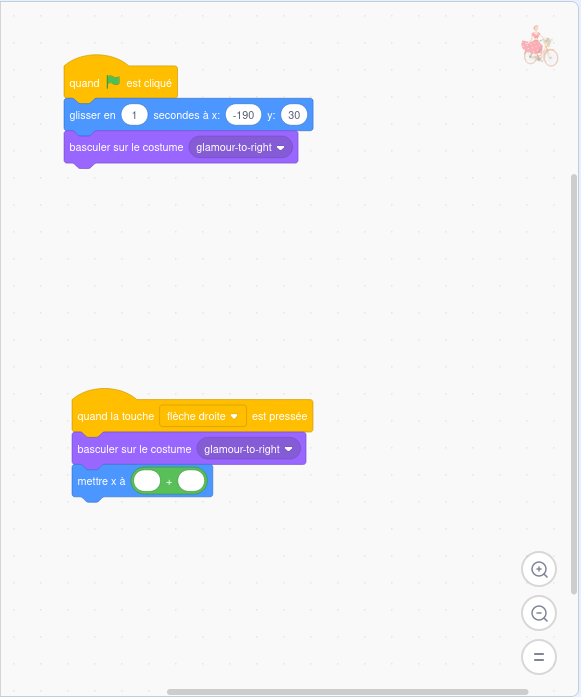 quand est cliqué
glisser en 1 secondes à x: -190 y: 30
basculer sur le costume glamour-to-right
quand la touche flèche droite est pressée
basculer sur le costume glamour-to-right
mettre x à +
=